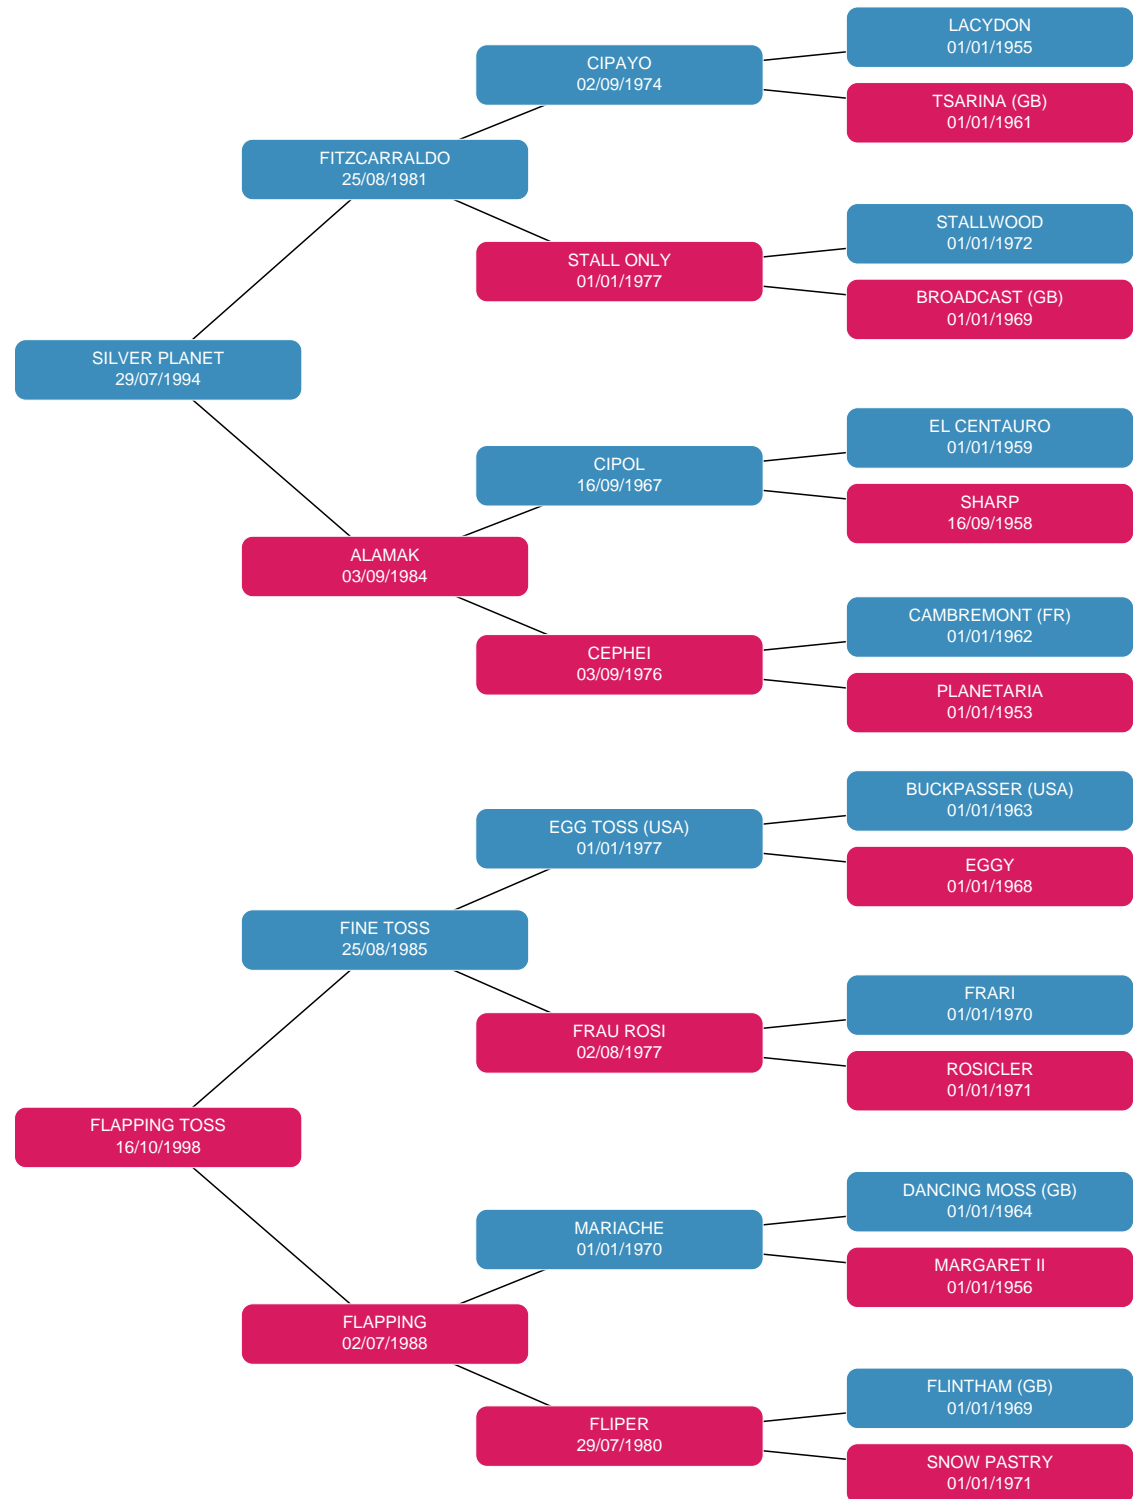 LACYDON
01/01/1955
CIPAYO
02/09/1974
TSARINA (GB)
01/01/1961
FITZCARRALDO
25/08/1981
STALLWOOD
01/01/1972
STALL ONLY
01/01/1977
BROADCAST (GB)
01/01/1969
SILVER PLANET
29/07/1994
EL CENTAURO
01/01/1959
CIPOL
16/09/1967
SHARP
16/09/1958
ALAMAK
03/09/1984
CAMBREMONT (FR)
01/01/1962
CEPHEI
03/09/1976
PLANETARIA
01/01/1953
BUCKPASSER (USA)
01/01/1963
EGG TOSS (USA)
01/01/1977
EGGY
01/01/1968
FINE TOSS
25/08/1985
FRARI
01/01/1970
FRAU ROSI
02/08/1977
ROSICLER
01/01/1971
FLAPPING TOSS
16/10/1998
DANCING MOSS (GB)
01/01/1964
MARIACHE
01/01/1970
MARGARET II
01/01/1956
FLAPPING
02/07/1988
FLINTHAM (GB)
01/01/1969
FLIPER
29/07/1980
SNOW PASTRY
01/01/1971